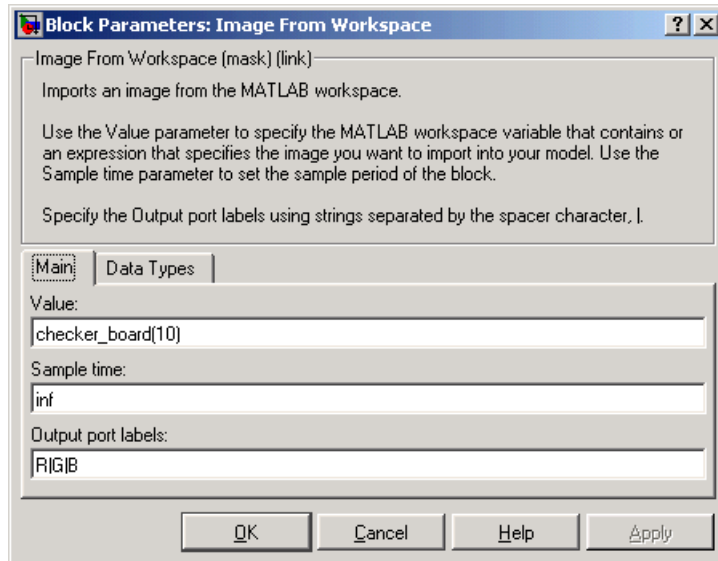 Block Parameters: Image From Workspace
Image From Workspace (mask) (link)
Imports an image from the MATLAB workspace.
Use the Value parameter to specify the MATLAB workspace variable that contains or
an expression that specifies the image you want to import into your model. Use the
Sample time parameter to set the sample period of the block.
Specify the Output port labels using strings separated by the spacer character, |.
Main Data Types
Value:
checker_board(10)
Sample time:
inf
Output port labels:
R|G|B
OK Cancel Help Apply